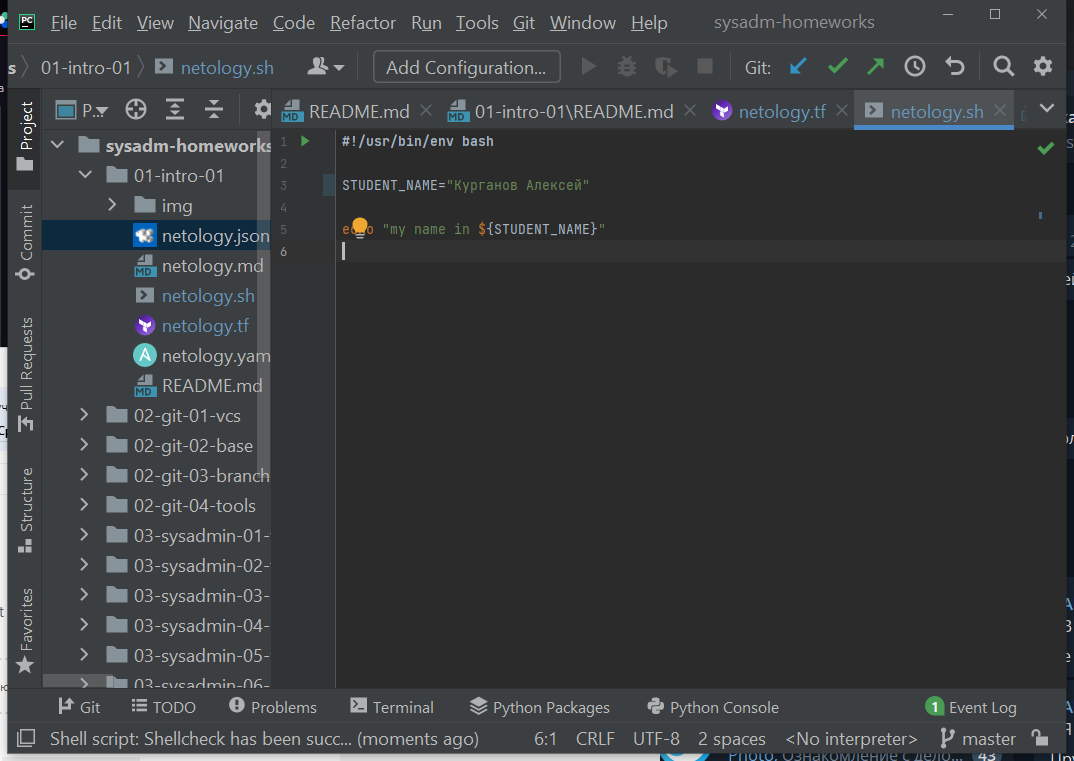 File Edit View Navigate Code Refactor Run Tools Git Window Help sysadm-homeworks
s 01-intro-01 netology.sh Add Configuration... Git:
P... README.md 01-intro-01\README.md netology.tf netology.sh
Project
Commit
Pull Requests
Structure
Favorites
sysadm-homeworks
01-intro-01
img
netology.json
netology.md
netology.sh
netology.tf
netology.yam
README.md
02-git-01-vcs
02-git-02-base
02-git-03-branch
02-git-04-tools
03-sysadmin-01-
03-sysadmin-02-
03-sysadmin-03-
03-sysadmin-04-
03-sysadmin-05-
03-sysadmin-06-
1 #!/usr/bin/env bash
2
3 STUDENT_NAME="Курганов Алексей"
4
5 echo "my name in ${STUDENT_NAME}"
6
Git TODO Problems Terminal Python Packages Python Console 1 Event Log
Shell script: Shellcheck has been succ... (moments ago) 6:1 CRLF UTF-8 2 spaces <No interpreter> master
Photo, Ознакомление с дело... 43